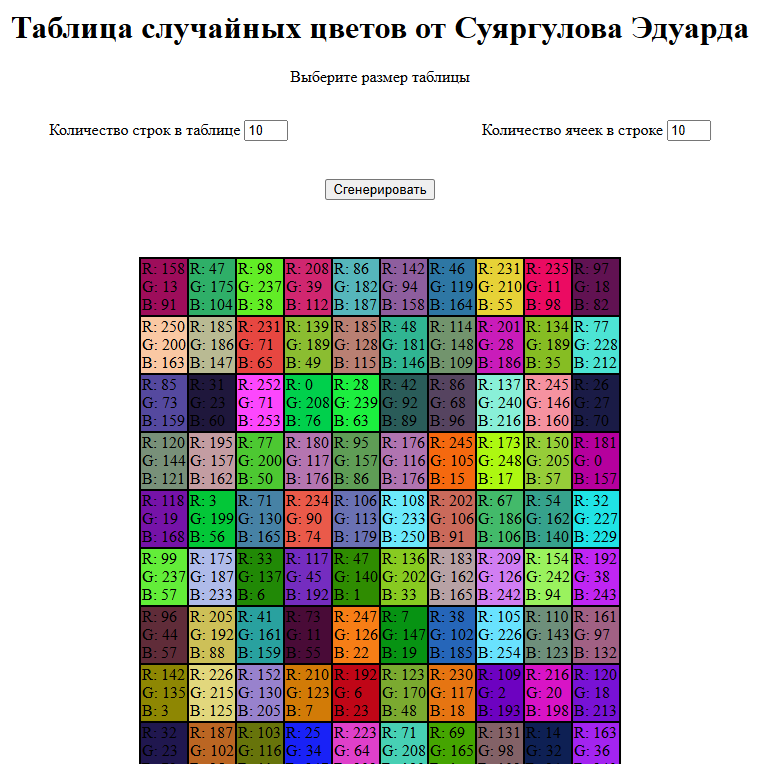 Таблица случайных цветов от Суяргулова Эдуарда
Выберите размер таблицы
Количество строк в таблице 10 Количество ячеек в строке 10
Сгенерировать
R: 158 R: 47 R: 98 R: 208 R: 86 R: 142 R: 46 R: 231 R: 235 R: 97
G: 13 G: 175 G: 237 G: 39 G: 182 G: 94 G: 119 G: 210 G: 11 G: 18
B: 91 B: 104 B: 38 B: 112 B: 187 B: 158 B: 164 B: 55 B: 98 B: 82
R: 250 R: 185 R: 231 R: 139 R: 185 R: 48 R: 114 R: 201 R: 134 R: 77
G: 200 G: 186 G: 71 G: 189 G: 128 G: 181 G: 148 G: 28 G: 189 G: 228
B: 163 B: 147 B: 65 B: 49 B: 115 B: 146 B: 109 B: 186 B: 35 B: 212
R: 85 R: 31 R: 252 R: 0 R: 28 R: 42 R: 86 R: 137 R: 245 R: 26
G: 73 G: 23 G: 71 G: 208 G: 239 G: 92 G: 68 G: 240 G: 146 G: 27
B: 159 B: 60 B: 253 B: 76 B: 63 B: 89 B: 96 B: 216 B: 160 B: 70
R: 120 R: 195 R: 77 R: 180 R: 95 R: 176 R: 245 R: 173 R: 150 R: 181
G: 144 G: 157 G: 200 G: 117 G: 157 G: 116 G: 105 G: 248 G: 205 G: 0
B: 121 B: 162 B: 50 B: 176 B: 86 B: 176 B: 15 B: 17 B: 57 B: 157
R: 118 R: 3 R: 71 R: 234 R: 106 R: 108 R: 202 R: 67 R: 54 R: 32
G: 19 G: 199 G: 130 G: 90 G: 113 G: 233 G: 106 G: 186 G: 162 G: 227
B: 168 B: 56 B: 165 B: 74 B: 179 B: 250 B: 91 B: 106 B: 140 B: 229
R: 99 R: 175 R: 33 R: 117 R: 47 R: 136 R: 183 R: 209 R: 154 R: 192
G: 237 G: 187 G: 137 G: 45 G: 140 G: 202 G: 162 G: 126 G: 242 G: 38
B: 57 B: 233 B: 6 B: 192 B: 1 B: 33 B: 165 B: 242 B: 94 B: 243
R: 96 R: 205 R: 41 R: 73 R: 247 R: 7 R: 38 R: 105 R: 110 R: 161
G: 44 G: 192 G: 161 G: 11 G: 126 G: 147 G: 102 G: 226 G: 143 G: 97
B: 57 B: 88 B: 159 B: 55 B: 22 B: 19 B: 185 B: 254 B: 123 B: 132
R: 142 R: 226 R: 152 R: 210 R: 192 R: 123 R: 230 R: 109 R: 216 R: 120
G: 135 G: 215 G: 130 G: 123 G: 6 G: 170 G: 117 G: 2 G: 20 G: 18
B: 3 B: 125 B: 205 B: 7 B: 23 B: 48 B: 18 B: 193 B: 198 B: 213
R: 32 R: 187 R: 103 R: 25 R: 223 R: 71 R: 69 R: 131 R: 14 R: 163
G: 23 G: 102 G: 116 G: 34 G: 64 G: 208 G: 165 G: 98 G: 32 G: 36